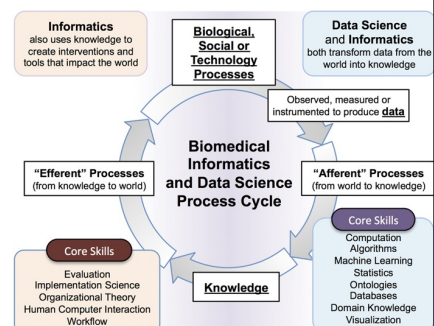 Informatics
also uses knowledge to
create interventions and
tools that impact the world
Biological,
Social or
Technology
Processes
Data Science
and Informatics
both transform data from the
world into knowledge
Observed, measured or
instrumented to produce data
"Efferent" Processes
(from knowledge to world)
Biomedical
Informatics
and Data Science
Process Cycle
"Afferent" Processes
(from world to knowledge)
Core Skills
Evaluation
Implementation Science
Organizational Theory
Human Computer Interaction
Workflow
Knowledge
Core Skills
Computation
Algorithms
Machine Learning
Statistics
Ontologies
Databases
Domain Knowledge
Visualization